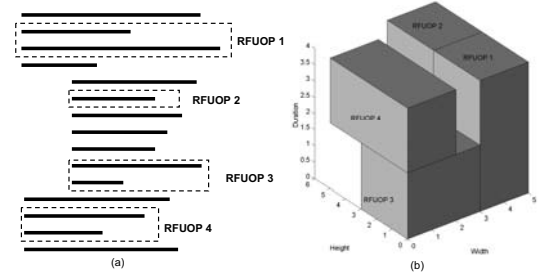 RFUOP 1
RFUOP 2
RFUOP 3
RFUOP 4
(a)
RFUOP 2
RFUOP 1
RFUOP 4
RFUOP 3
Duration
4
3.5
3
2.5
2
1.5
1
0.5
0
6
5
4
3
2
1
0
Height
0
1
2
3
4
5
Width
(b)